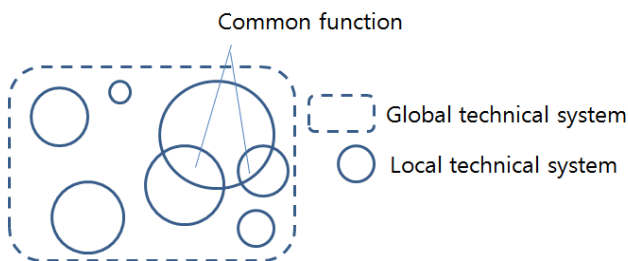 Common function
Global technical system
Local technical system